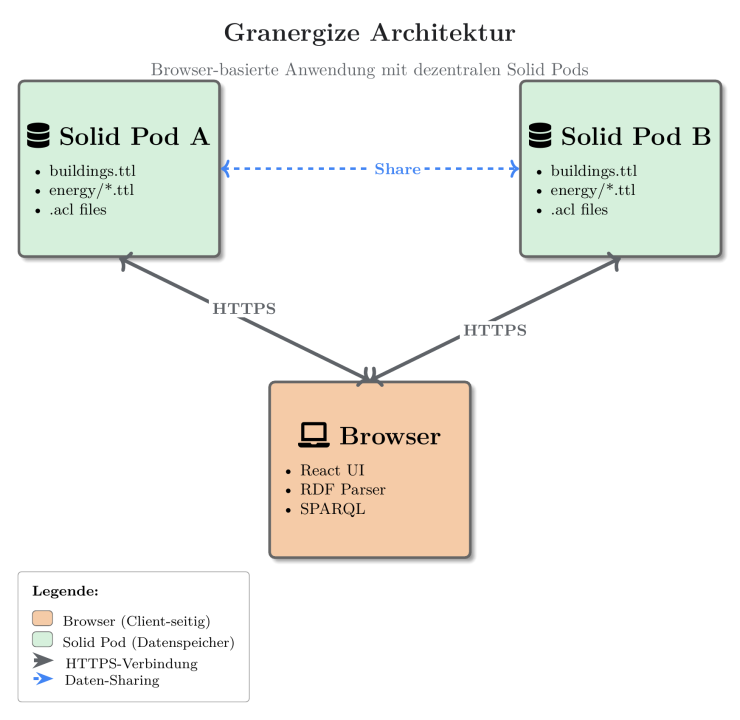 Granergize Architektur
Browser-basierte Anwendung mit dezentralen Solid Pods
Solid Pod A
• buildings.ttl
• energy/*.ttl
• .acl files
Share
Solid Pod B
• buildings.ttl
• energy/*.ttl
• .acl files
HTTPS
HTTPS
Browser
• React UI
• RDF Parser
• SPARQL
Legende:
Browser (Client-seitig)
Solid Pod (Datenspeicher)
HTTPS-Verbindung
Daten-Sharing